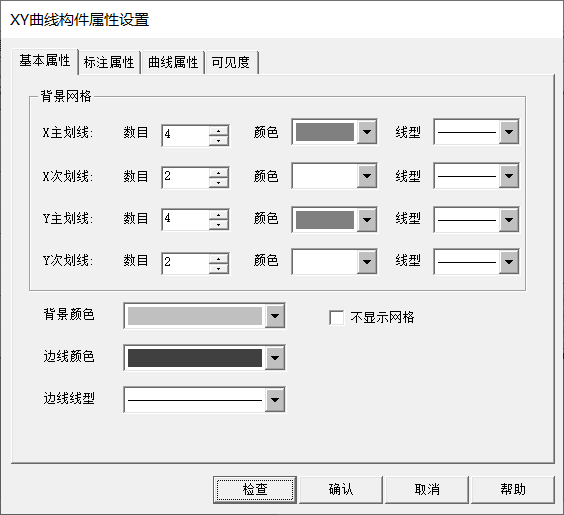 XY曲线构件属性设置
基本属性 标注属性 曲线属性 可见度
背景网格
X主划线: 数目 4 颜色 线型
X次划线: 数目 2 颜色 线型
Y主划线: 数目 4 颜色 线型
Y次划线: 数目 2 颜色 线型
背景颜色 不显示网格
边线颜色
边线线型
检查 确认 取消 帮助